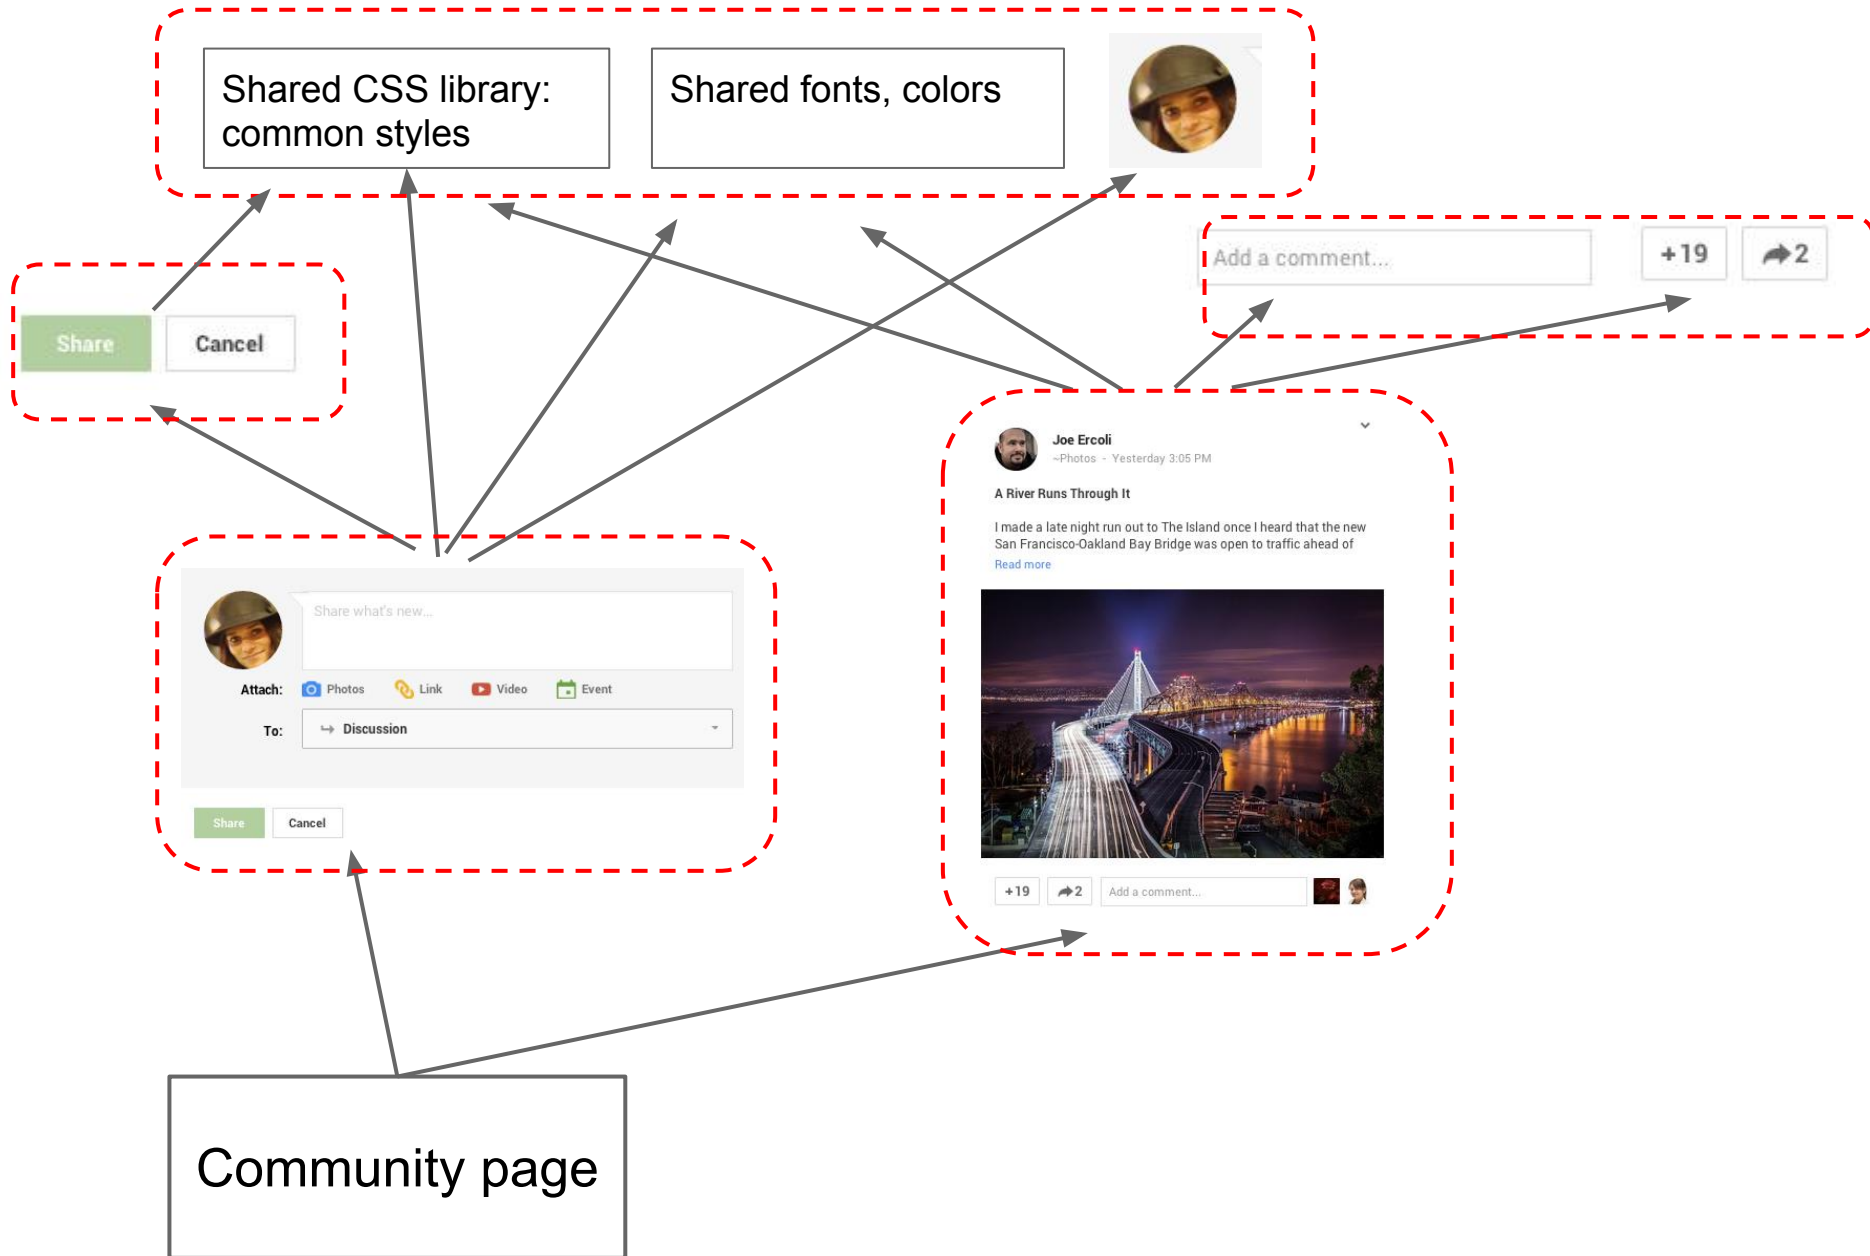 Shared CSS library:
common styles
Shared fonts, colors
Add a comment...
+19
2
Share
Cancel
Joe Ercoli
~Photos - Yesterday 3:05 PM
A River Runs Through It
I made a late night run out to The Island once I heard that the new
San Francisco-Oakland Bay Bridge was open to traffic ahead of
Read more
Share what's new...
Attach: Photos Link Video Event
To: Discussion
Share Cancel
+19 2 Add a comment...
Community page